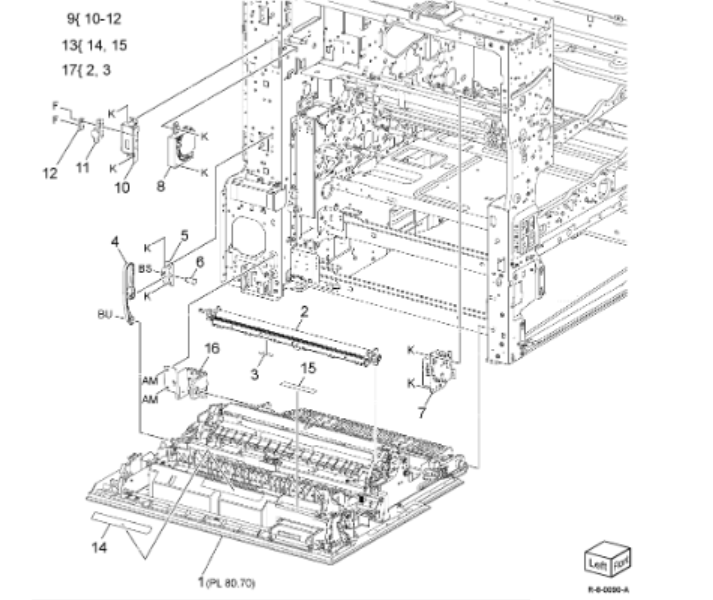 9{ 10-12
13{ 14, 15
17{ 2, 3
F
F
K
K
12
11
10
8
K
K
4
5
K
BS
6
K
BU
2
3
16
15
AM
AM
K
K
7
14
1 (PL 80.70)
Left
Front
R-8-0090-A